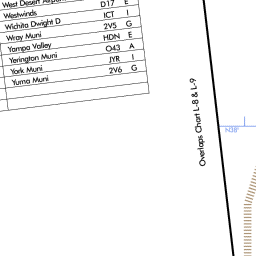 West Desert
Westwinds D17 E
Wichita Dwight D ICT I
Wray Muni 2V5 G
Yampa Valley HDN E
Yerington Muni O43 A
York Muni JYR I
Yuma Muni 2V6 G
Overlaps Chart L-8 & L-9
N38°